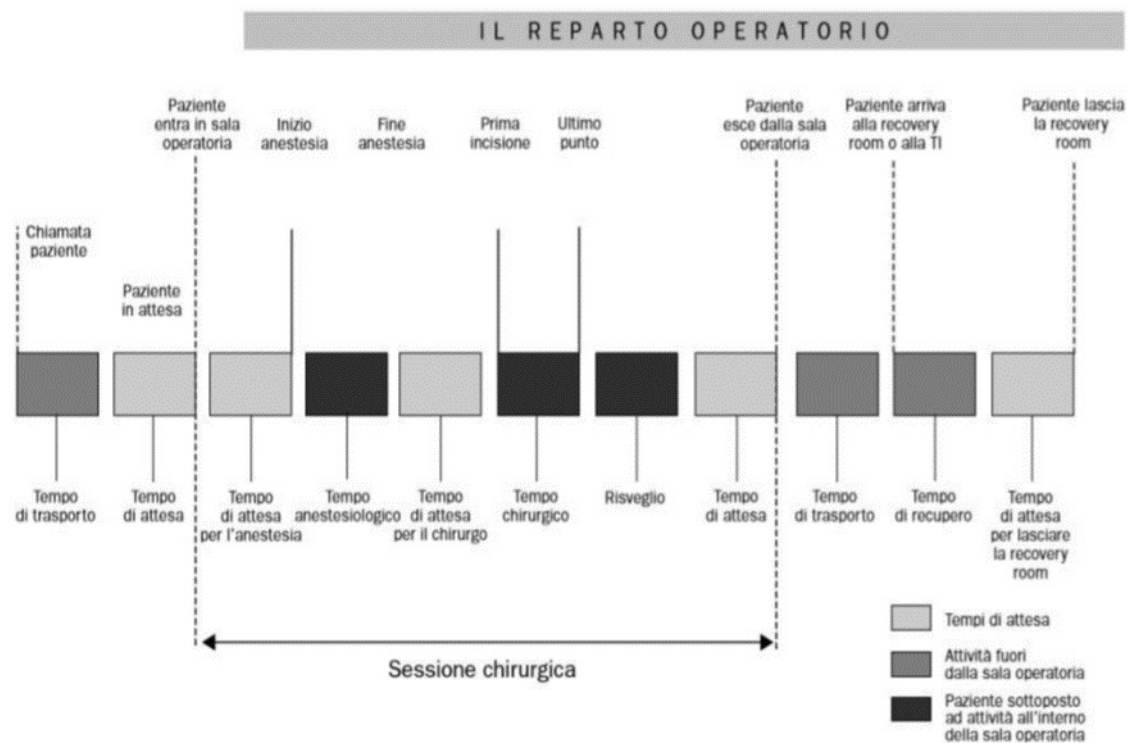 IL REPARTO OPERATORIO
Paziente
entra in sala
operatoria
Inizio
anestesia
Fine
anestesia
Prima
incisione
Ultimo
punto
Paziente
esce dalla sala
operatoria
Paziente arriva
alla recovery
room o alla TI
Paziente lascia
la recovery
room
Chiamata
paziente
Paziente
in attesa
Tempo
di trasporto
Tempo
di attesa
Tempo
di attesa
per l'anestesia
Tempo
anestesiologico
Tempo
di attesa
per il chirurgo
Tempo
chirurgico
Risveglio
Tempo
di attesa
Tempo
di trasporto
Tempo
di recupero
Tempo
di attesa
per lasciare
la recovery
room
Sessione chirurgica
Tempi di attesa
Attività fuori
dalla sala operatoria
Paziente sottoposto
ad attività all'interno
della sala operatoria